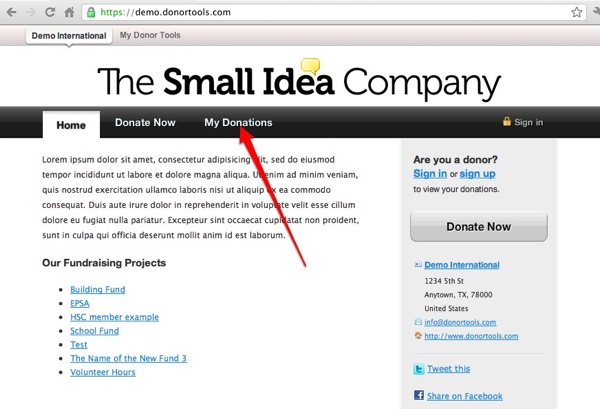 https://demo.donortools.com
Demo International
My Donor Tools
The Small Idea Company
Home
Donate Now
My Donations
Sign in
Lorem ipsum dolor sit amet, consectetur adipisicing elit, sed do eiusmod
tempor incididunt ut labore et dolore magna aliqua. Ut enim ad minim veniam,
quis nostrud exercitation ullamco laboris nisi ut aliquip ex ea commodo
consequat. Duis aute irure dolor in reprehenderit in voluptate velit esse cillum
dolore eu fugiat nulla pariatur. Excepteur sint occaecat cupidatat non proident,
sunt in culpa qui officia deserunt mollit anim id est laborum.
Our Fundraising Projects
Building Fund
EPSA
HSC member example
School Fund
Test
The Name of the New Fund 3
Volunteer Hours
Are you a donor?
Sign in or sign up
to view your donations.
Donate Now
Demo International
1234 5th St
Anytown, TX, 78000
United States
info@donortools.com
http://www.donortools.com
Tweet this
Share on Facebook